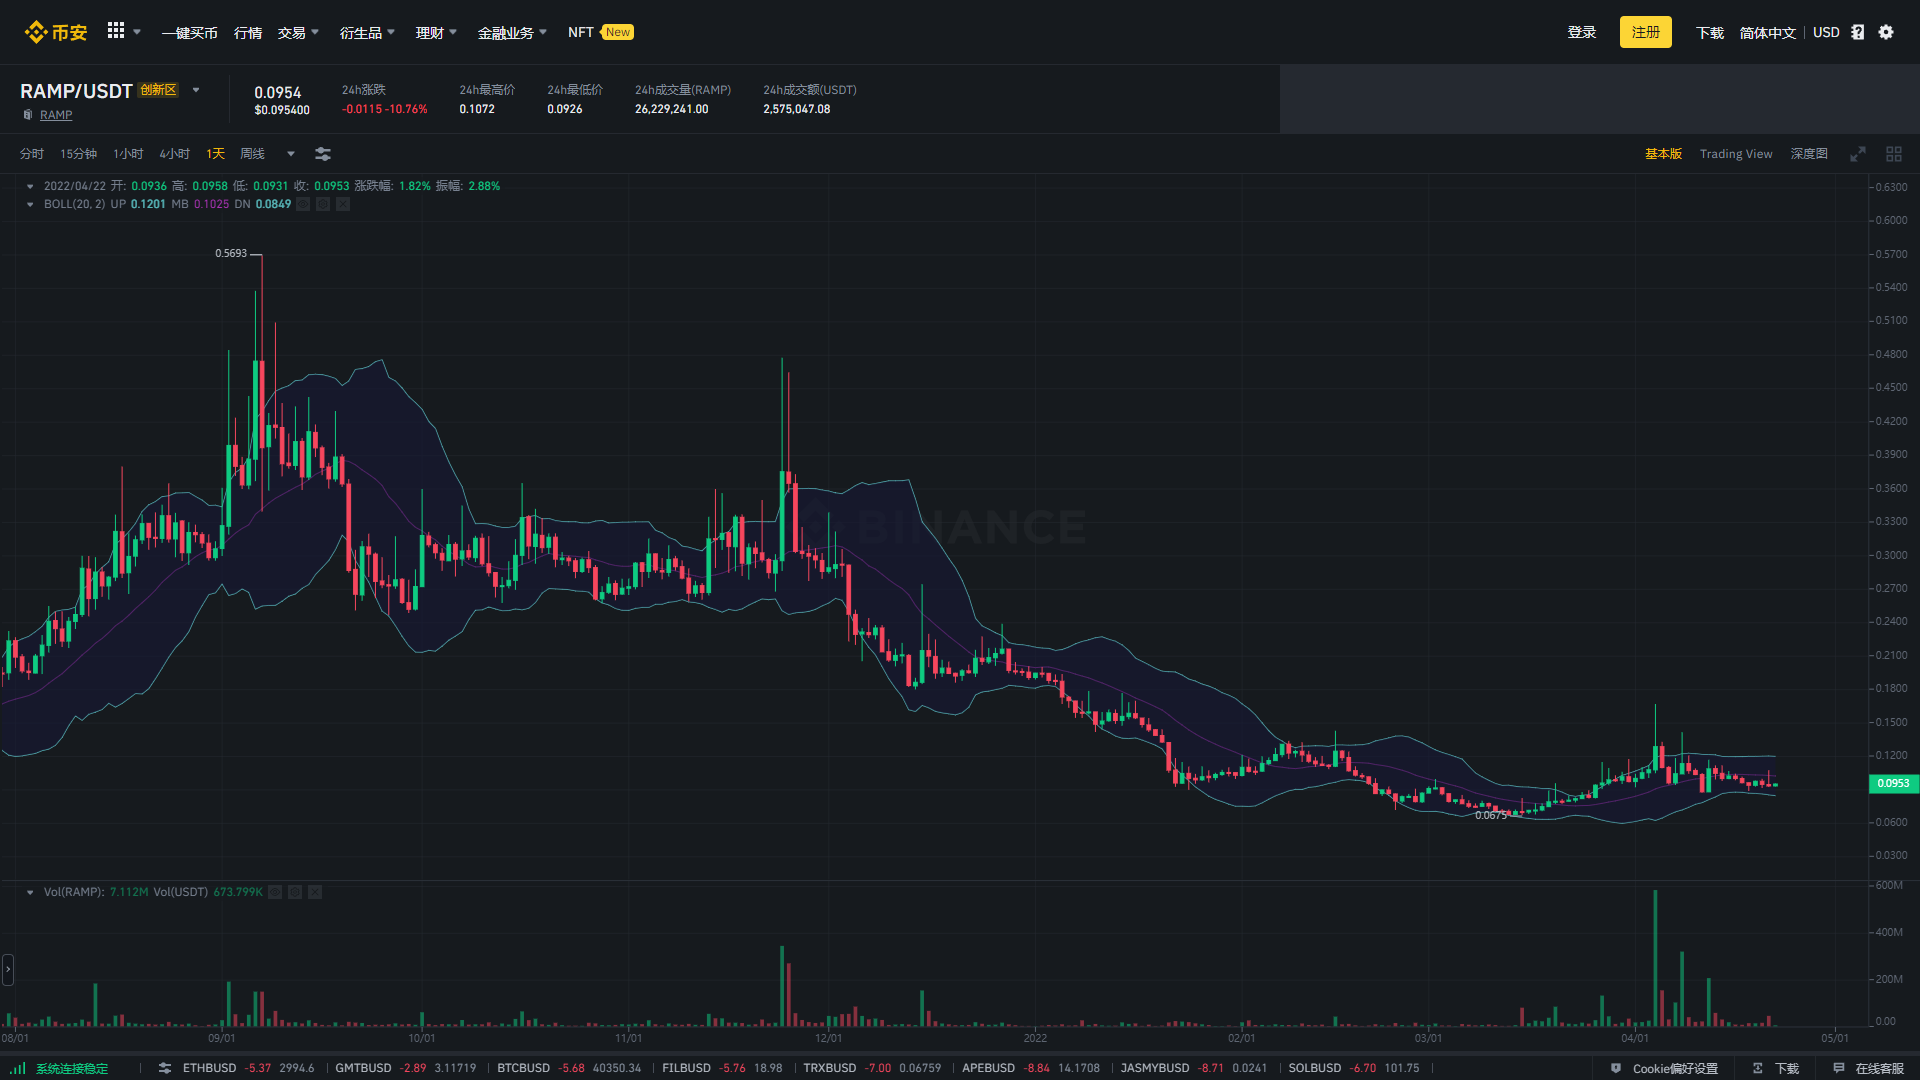 币安 一键买币 行情 交易 衍生品 理财 金融业务 NFT New 登录 注册 下载 简体中文 USD
RAMP/USDT 创新区
RAMP
0.0954
$0.095400
24h涨跌
-0.0115 -10.76%
24h最高价
0.1072
24h最低价
0.0926
24h成交量(RAMP)
26,229,241.00
24h成交额(USDT)
2,575,047.08
分时 15分钟 1小时 4小时 1天 周线 基本版 Trading View 深度图
2022/04/22 开: 0.0936 高: 0.0958 低: 0.0931 收: 0.0953 涨跌幅: 1.82% 振幅: 2.88%
BOLL(20, 2) UP 0.1201 MB 0.1025 DN 0.0849
0.5693
BINANCE
0.0675
0.6300
0.6000
0.5700
0.5400
0.5100
0.4800
0.4500
0.4200
0.3900
0.3600
0.3300
0.3000
0.2700
0.2400
0.2100
0.1800
0.1500
0.1200
0.0953
0.0600
0.0300
Vol(RAMP): 7.112M Vol(USDT) 673.799K
600M
400M
200M
0.00
08/01 09/01 10/01 11/01 12/01 2022 02/01 03/01 04/01 05/01
系统连接稳定 ETHBUSD -5.37 2994.6 GMTBUSD -2.89 3.11719 BTCBUSD -5.68 40350.34 FILBUSD -5.76 18.98 TRXBUSD -7.00 0.06759 APEBUSD -8.84 14.1708 JASMYBUSD -8.71 0.0241 SOLBUSD -6.70 101.75 Cookie偏好设置 下载 在线客服